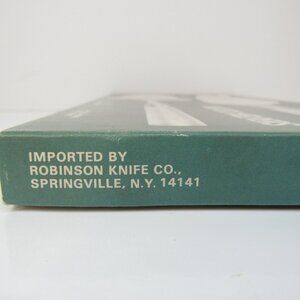 IMPORTED BY
ROBINSON KNIFE CO.,
SPRINGVILLE, N.Y. 14141